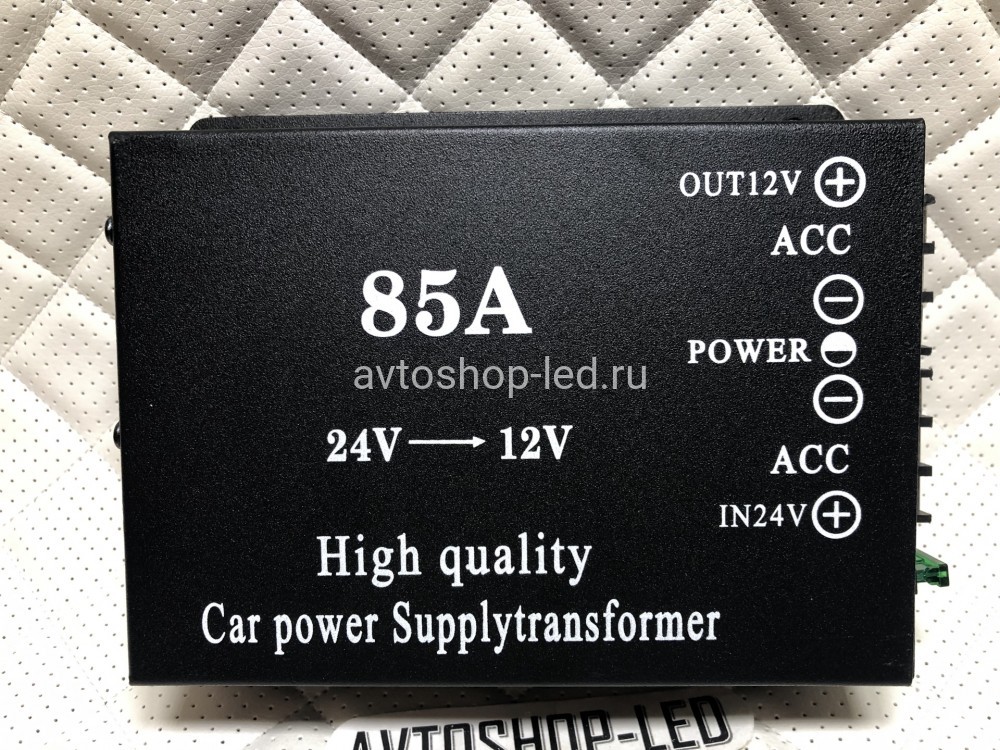 OUT12V ⊕
ACC
⊖
85A
POWER
avtoshop-led.ru
⊖
24V → 12V
ACC
IN24V ⊕
High quality
Car power Supplytransformer
AVTOSHOP-LED